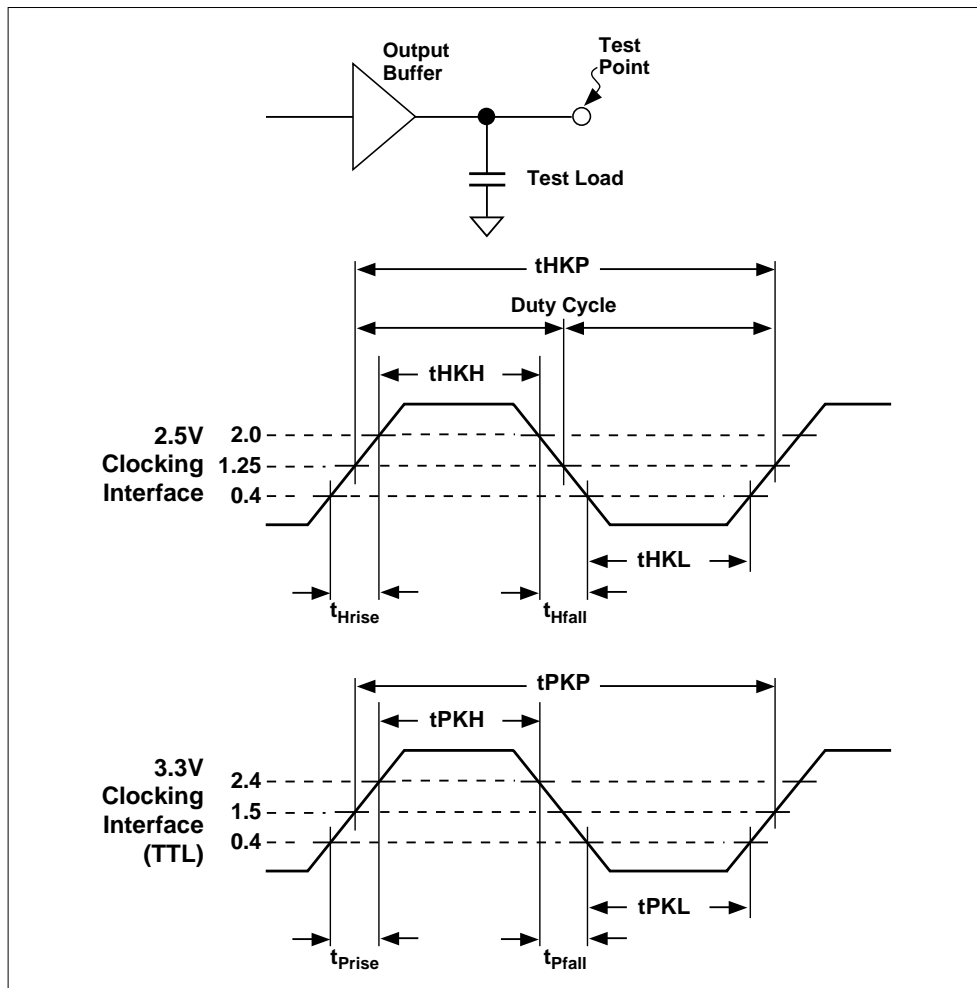 Output
Buffer
Test
Point
Test Load
tHKP
Duty Cycle
tHKH
2.5V
Clocking
Interface
2.0
1.25
0.4
tHKL
tHrise
tHfall
tPKP
tPKH
3.3V
Clocking
Interface
(TTL)
2.4
1.5
0.4
tPKL
tPrise
tPfall